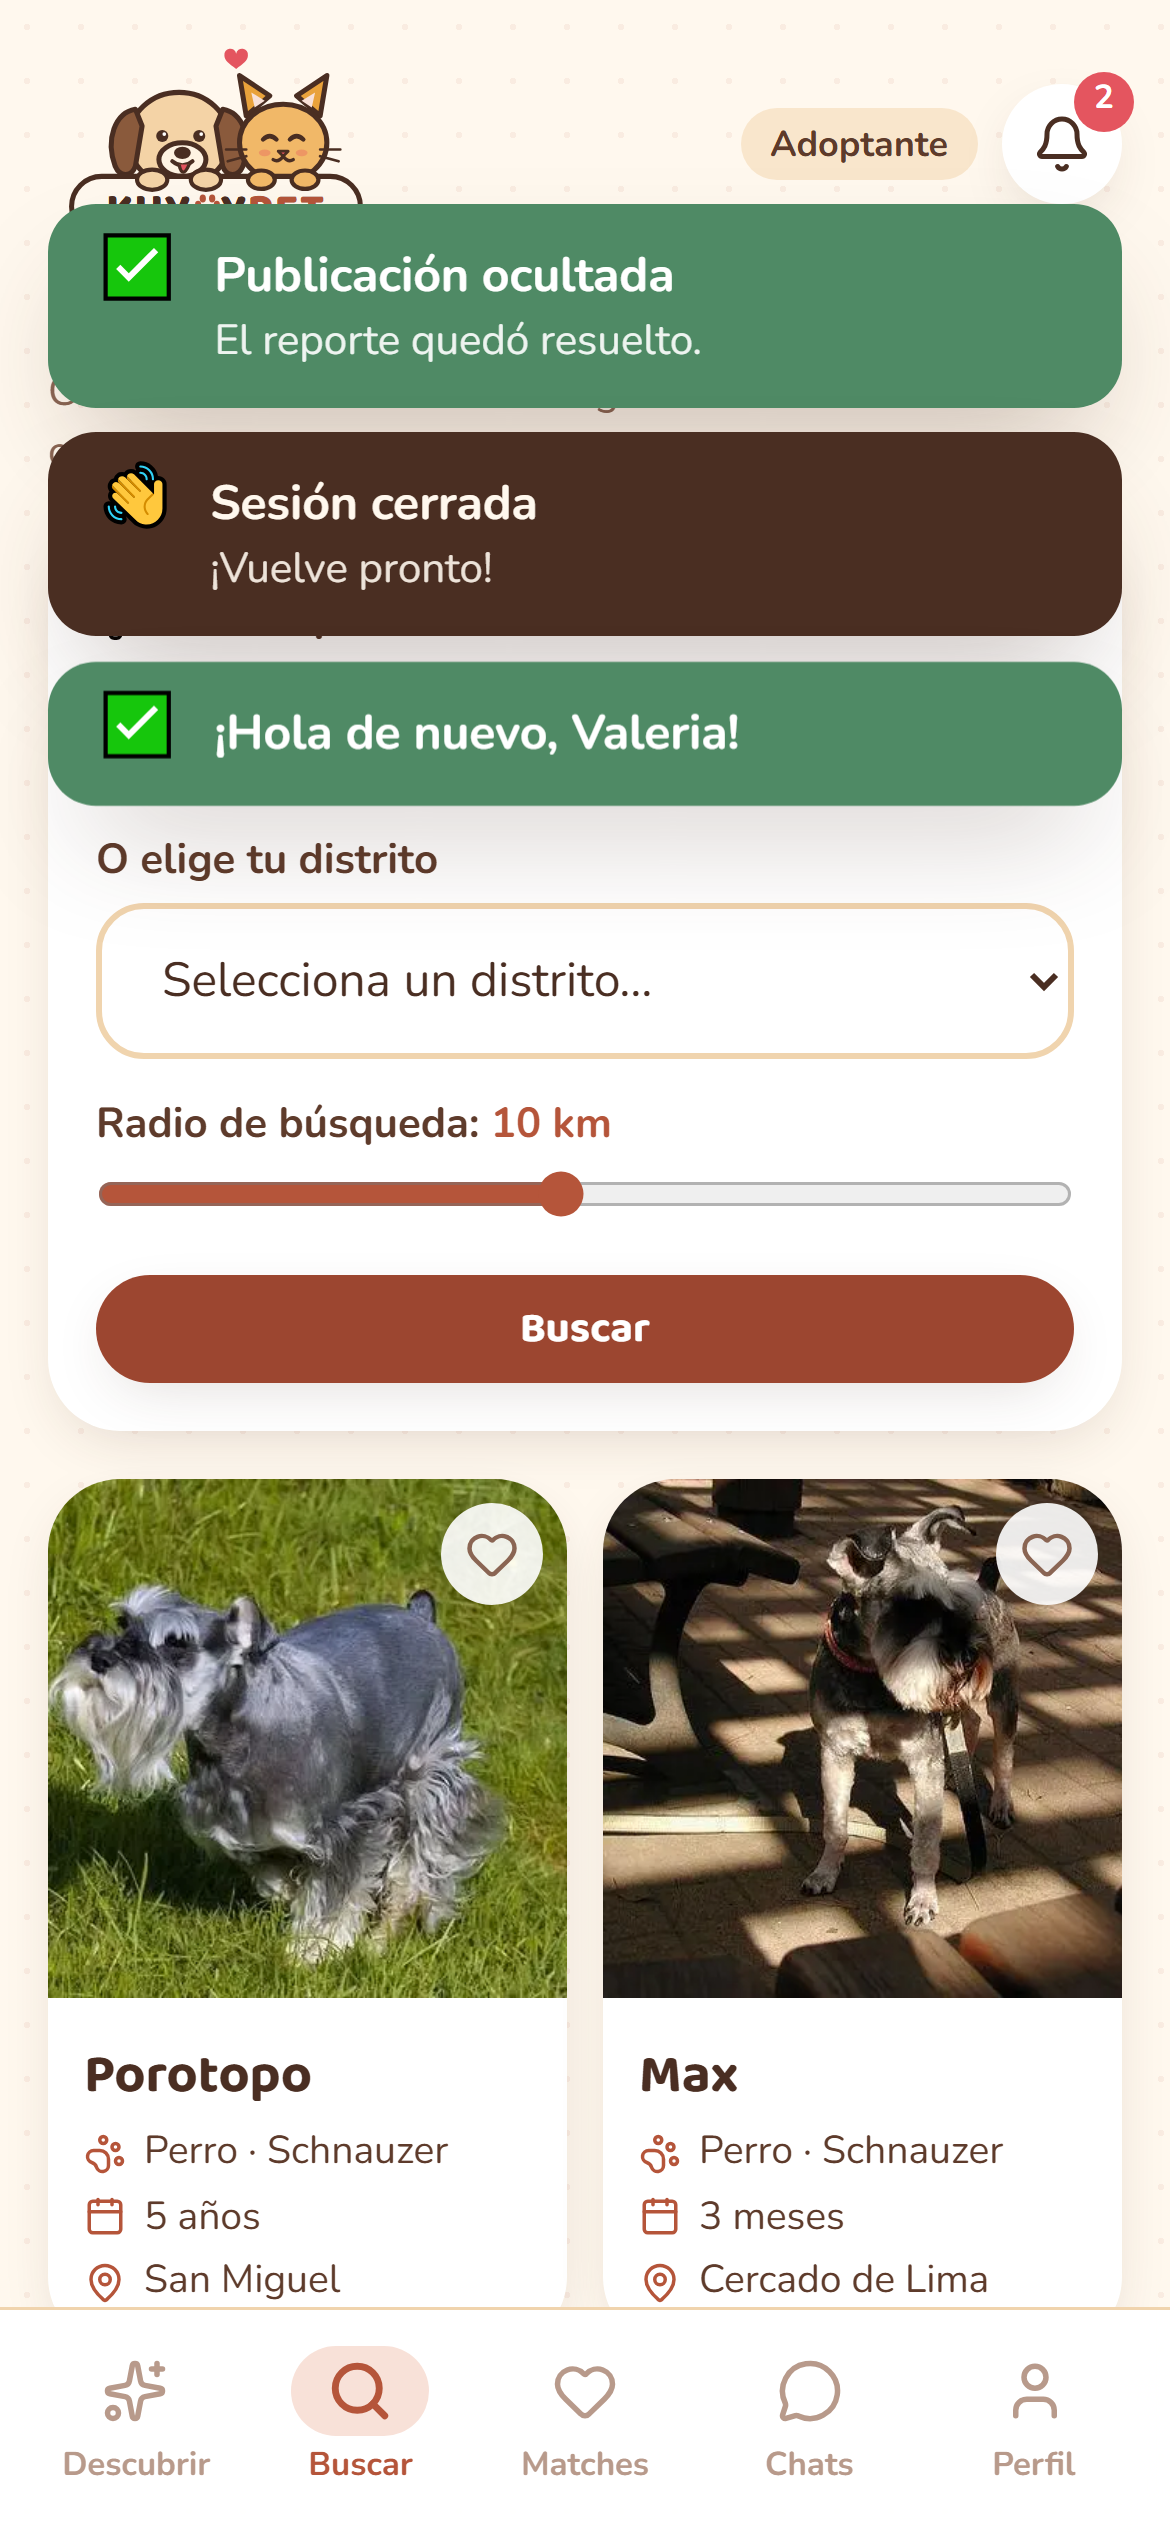 Adoptante
2
Publicación ocultada
El reporte quedó resuelto.
Sesión cerrada
¡Vuelve pronto!
¡Hola de nuevo, Valeria!
O elige tu distrito
Selecciona un distrito...
Radio de búsqueda: 10 km
Buscar
Porotopo
Perro · Schnauzer
5 años
San Miguel
Max
Perro · Schnauzer
3 meses
Cercado de Lima
Descubrir
Buscar
Matches
Chats
Perfil